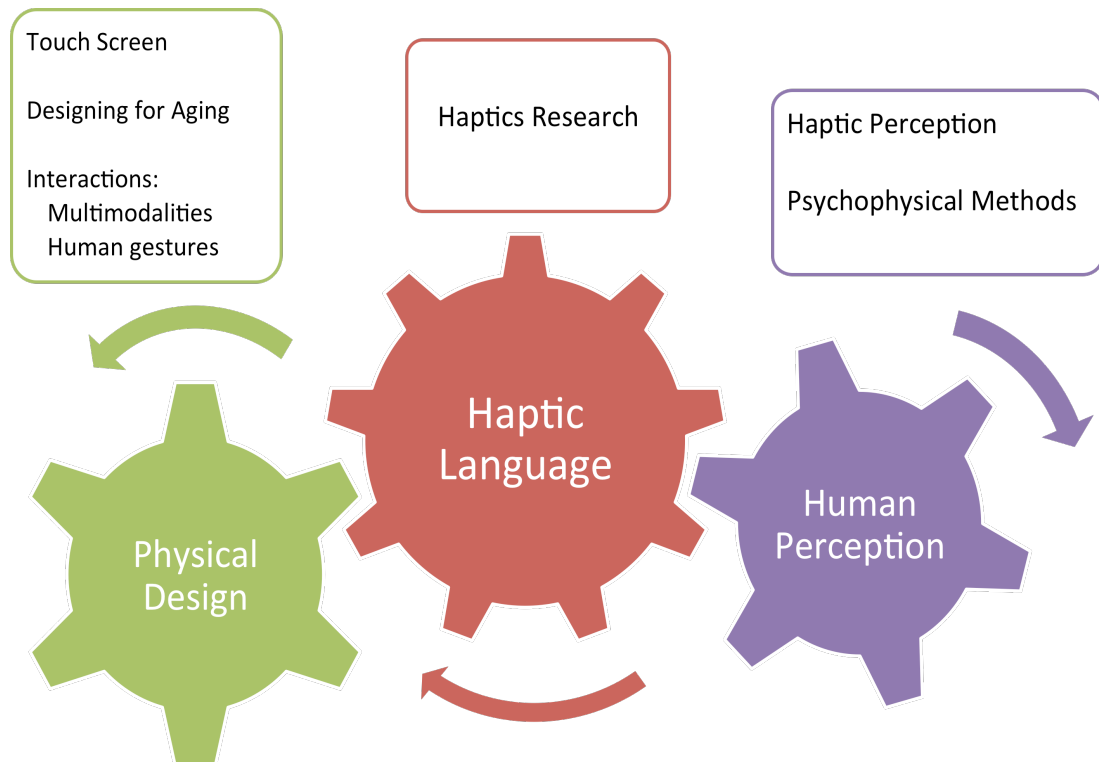 Touch Screen
Designing for Aging
Interactions:
Multimodalities
Human gestures
Haptics Research
Haptic Perception
Psychophysical Methods
Physical
Design
Haptic
Language
Human
Perception